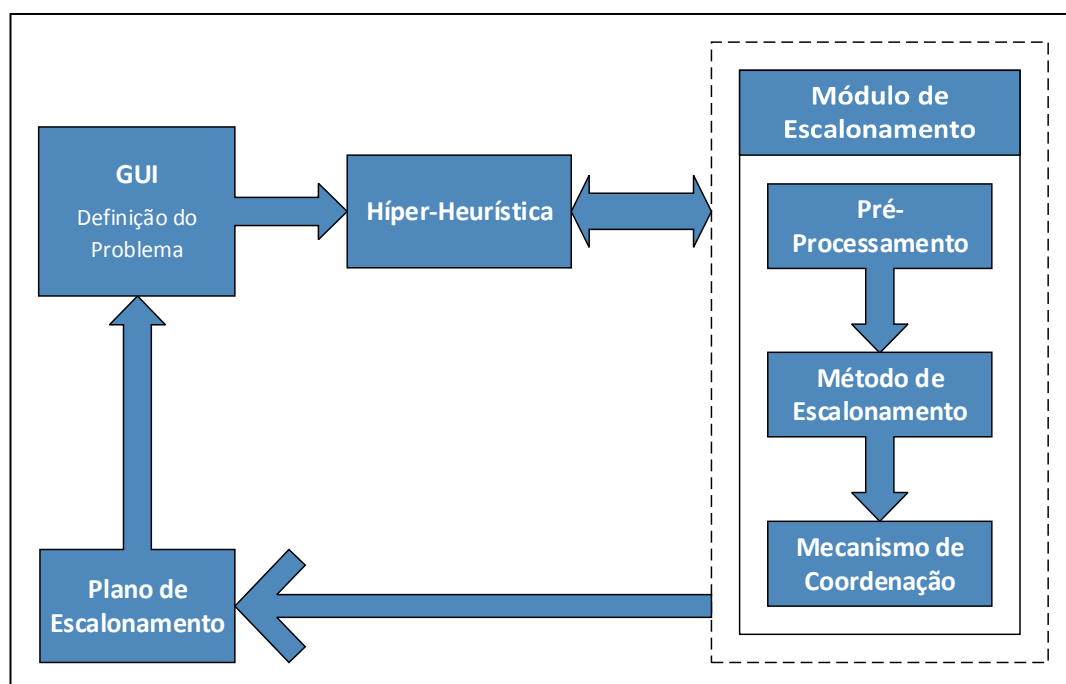 GUI
Definição do
Problema
Híper-Heurística
Módulo de
Escalonamento
Pré-
Processamento
Método de
Escalonamento
Mecanismo de
Coordenação
Plano de
Escalonamento